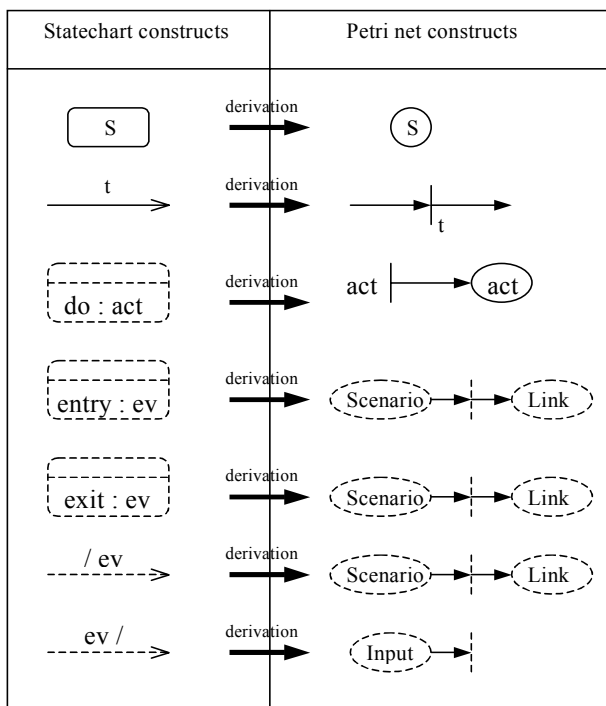 Statechart constructs Petri net constructs
derivation
S S
t derivation
t
derivation
do : act act act
derivation
entry : ev Scenario Link
derivation
exit : ev Scenario Link
/ ev derivation
Scenario Link
ev / derivation
Input